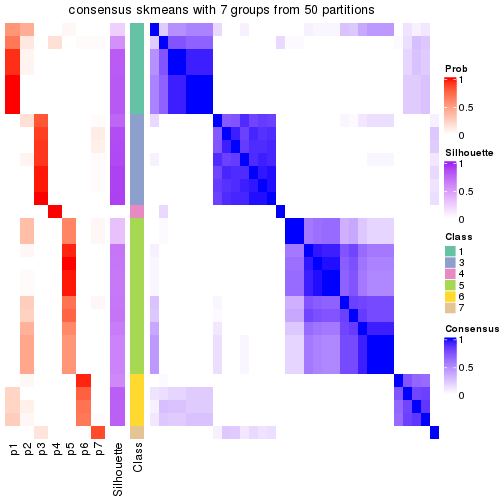 consensus skmeans with 7 groups from 50 partitions
Prob
1
0.5
0
Silhouette
1
0.5
0
Class
1
3
4
5
6
7
Consensus
1
0.5
0
p1
p2
p3
p4
p5
p6
p7
Silhouette
Class